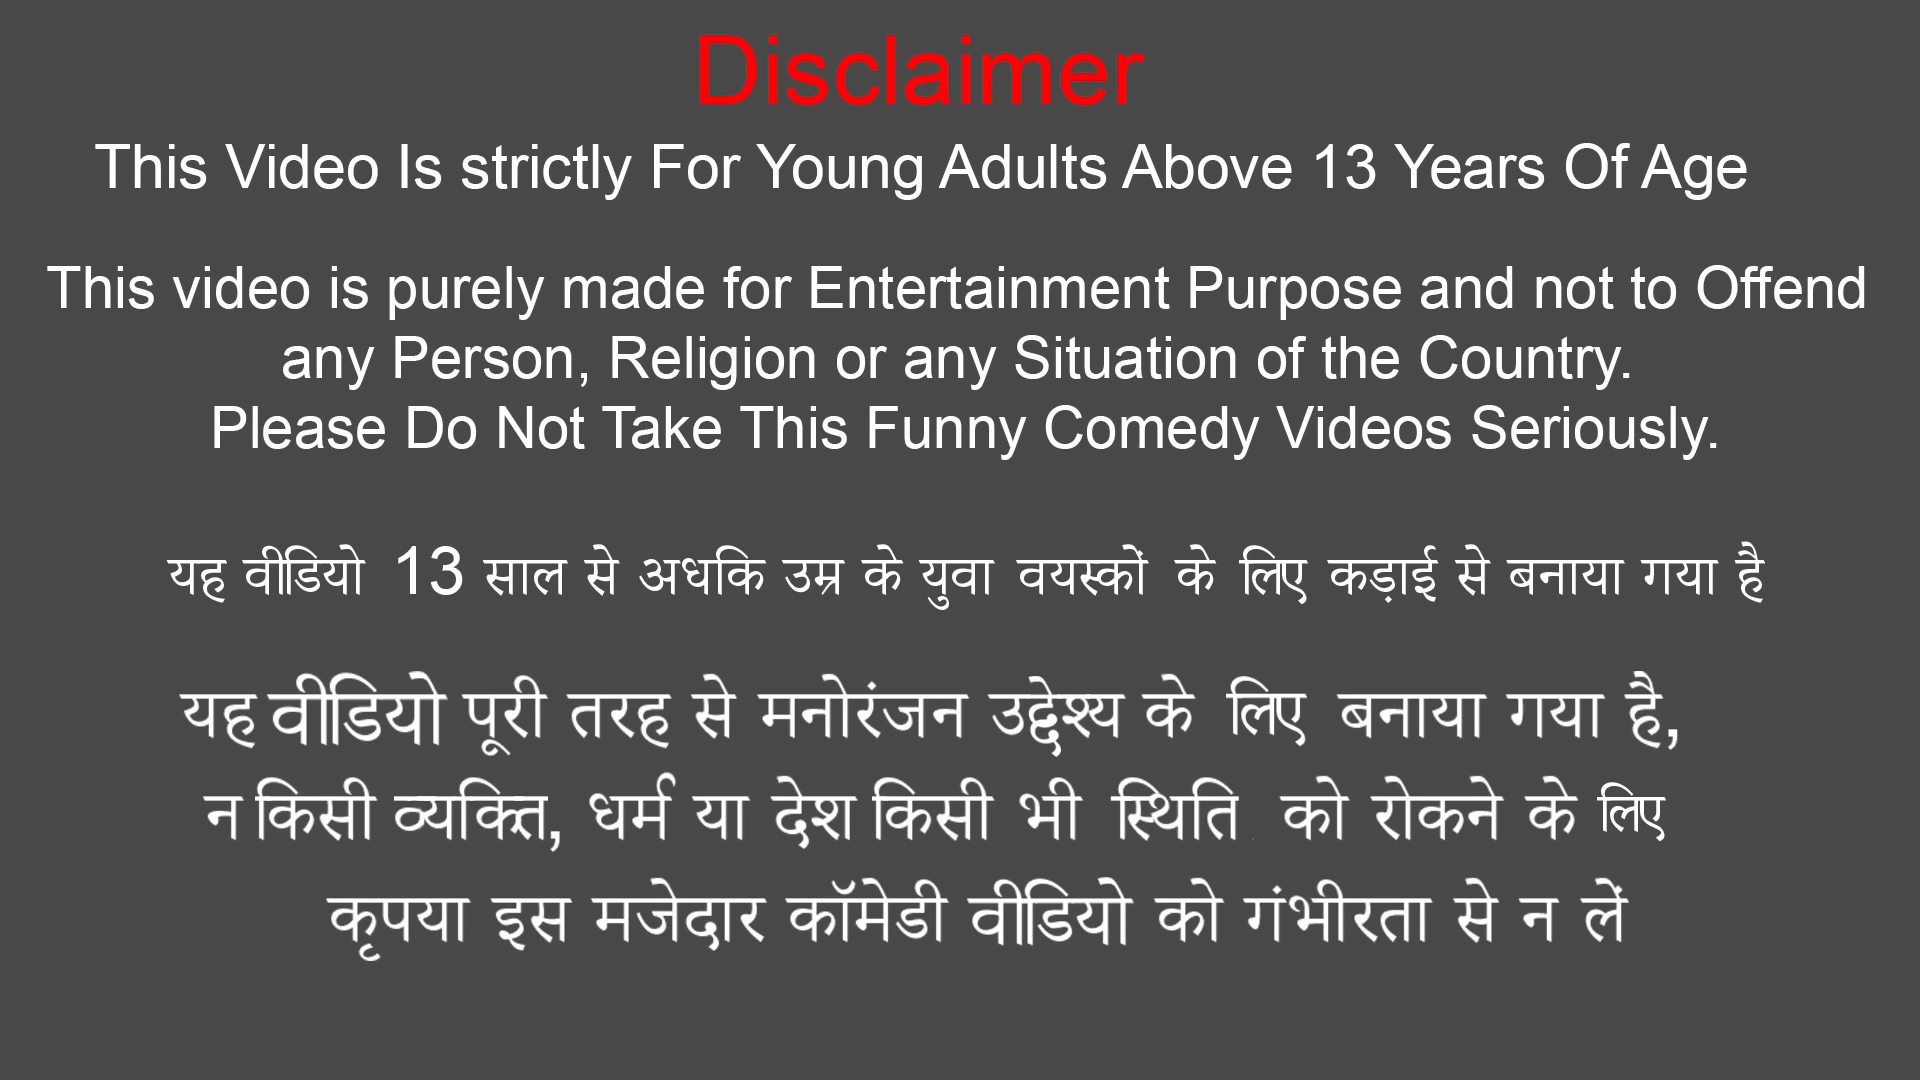 Disclaimer
This Video Is strictly For Young Adults Above 13 Years Of Age
This video is purely made for Entertainment Purpose and not to Offend
any Person, Religion or any Situation of the Country.
Please Do Not Take This Funny Comedy Videos Seriously.
यह वीडियो 13 साल से अधकि उम्र के युवा वयस्कों के लिए कड़ाई से बनाया गया है
यह वीडियो पूरी तरह से मनोरंजन उद्देश्य के लिए बनाया गया है,
न किसी व्यक्ति, धर्म या देश किसी भी स्थिति को रोकने के लिए
कृपया इस मजेदार कॉमेडी वीडियो को गंभीरता से न लें